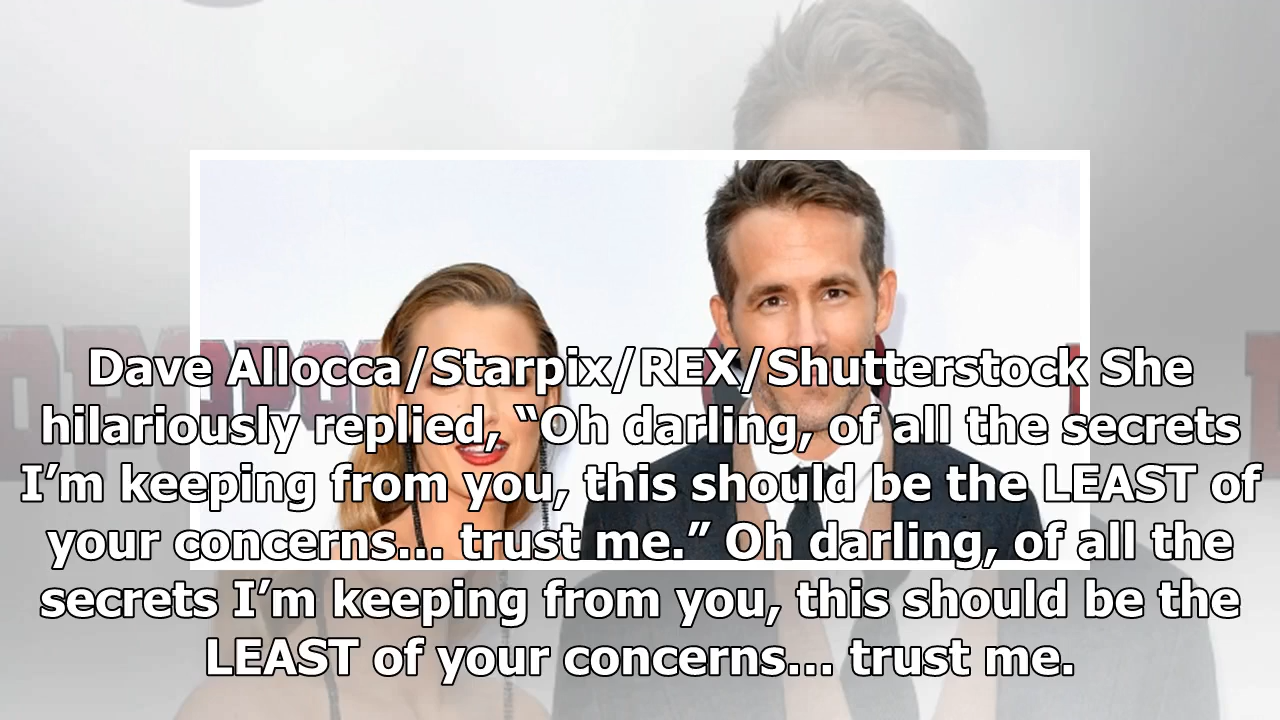 Dave Allocca/Starpix/REX/Shutterstock She
hilariously replied, “Oh darling, of all the secrets
I’m keeping from you, this should be the LEAST of
your concerns... trust me.” Oh darling, of all the
secrets I’m keeping from you, this should be the
LEAST of your concerns... trust me.